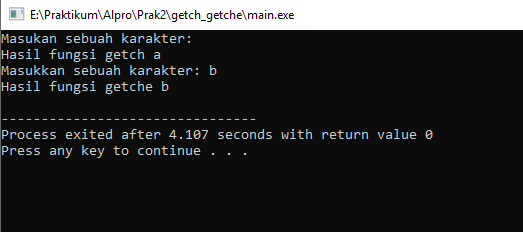 E:\Praktikum\Alpro\Prak2\getch_getche\main.exe
Masukan sebuah karakter:
Hasil fungsi getch a
Masukkan sebuah karakter: b
Hasil fungsi getche b
--------------------------------
Process exited after 4.107 seconds with return value 0
Press any key to continue . . .